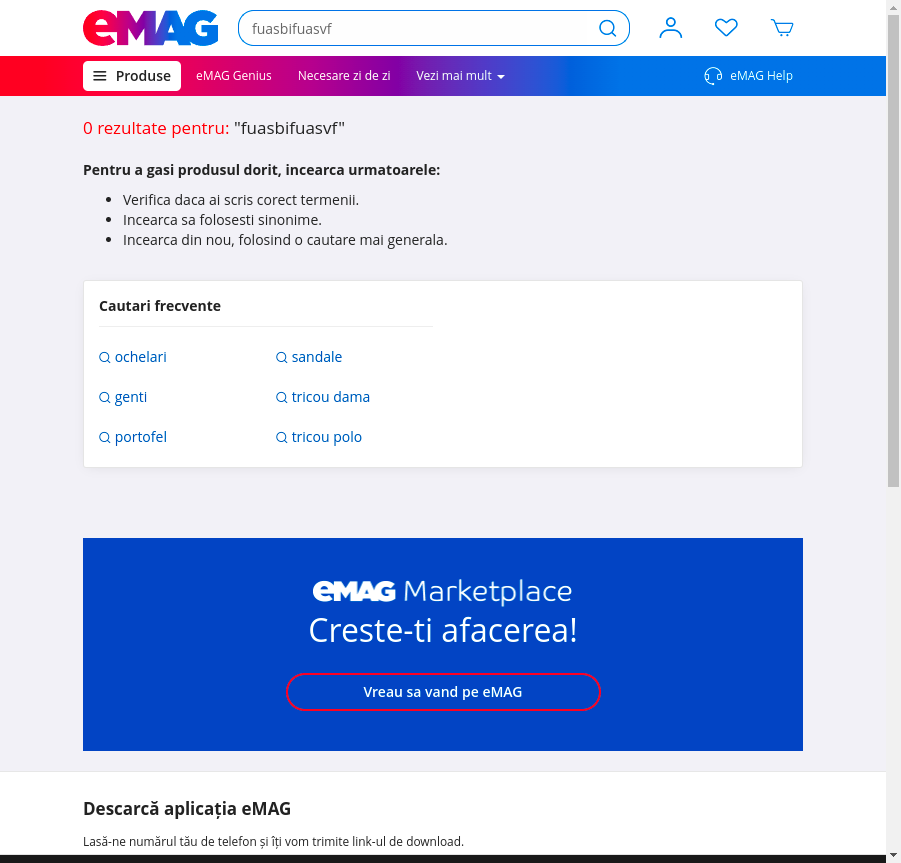 eMAG
fuasbifuasvf
Produse
eMAG Genius
Necesare zi de zi
Vezi mai mult
eMAG Help
0 rezultate pentru: "fuasbifuasvf"
Pentru a gasi produsul dorit, incearca urmatoarele:
Verifica daca ai scris corect termenii.
Incearca sa folosesti sinonime.
Incearca din nou, folosind o cautare mai generala.
Cautari frecvente
ochelari
sandale
genti
tricou dama
portofel
tricou polo
eMAG Marketplace
Creste-ti afacerea!
Vreau sa vand pe eMAG
Descarcă aplicația eMAG
Lasă-ne numărul tău de telefon și îți vom trimite link-ul de download.